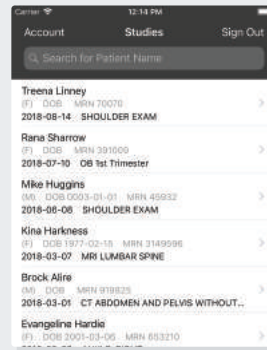 Carrier 12:14 PM
Account Studies Sign Out
Search for Patient Name
Treena Linney
(F) DOB MRN 70070
2018-08-14 SHOULDER EXAM
Rana Sharrow
(F) DOB MRN 391609
2018-07-10 OB 1st Trimester
Mike Huggins
(M) DOB 0003-01-01 MRN 45932
2018-06-08 SHOULDER EXAM
Kina Harkness
(F) DOB 1977-02-15 MRN 3149596
2018-03-07 MRI LUMBAR SPINE
Brock Alire
(M) DOB MRN 919825
2018-03-01 CT ABDOMEN AND PELVIS WITHOUT...
Evangeline Hardie
(F) DOB 2001-03-06 MRN 653210